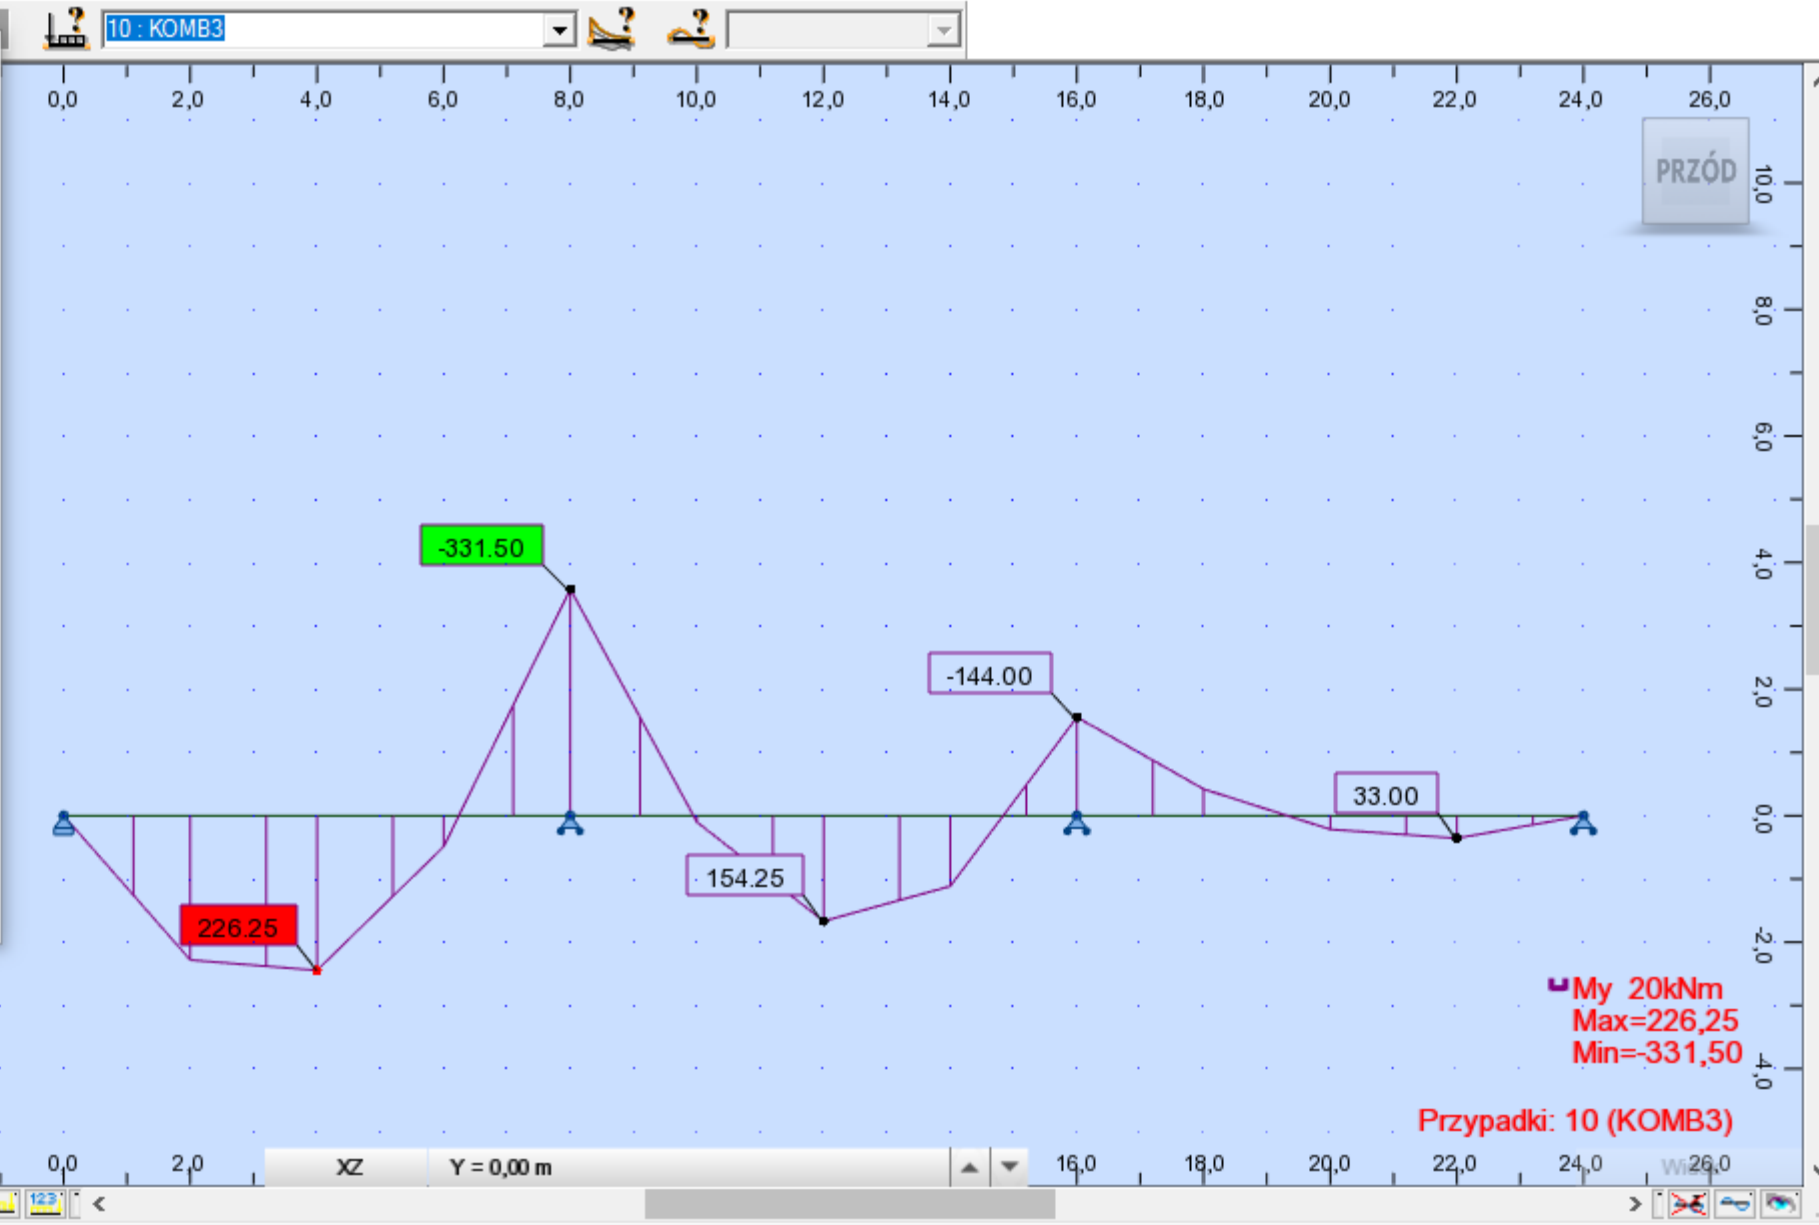 10 : KOMB3
0,0 2,0 4,0 6,0 8,0 10,0 12,0 14,0 16,0 18,0 20,0 22,0 24,0 26,0
PRZÓD
10,0
8,0
6,0
-331.50
4,0
-144.00
2,0
33.00
0,0
154.25
226.25
-2,0
My 20kNm
Max=226,25
Min=-331,50
-4,0
Przypadki: 10 (KOMB3)
0,0 2,0 XZ Y = 0,00 m 16,0 18,0 20,0 22,0 24,0 26,0
123